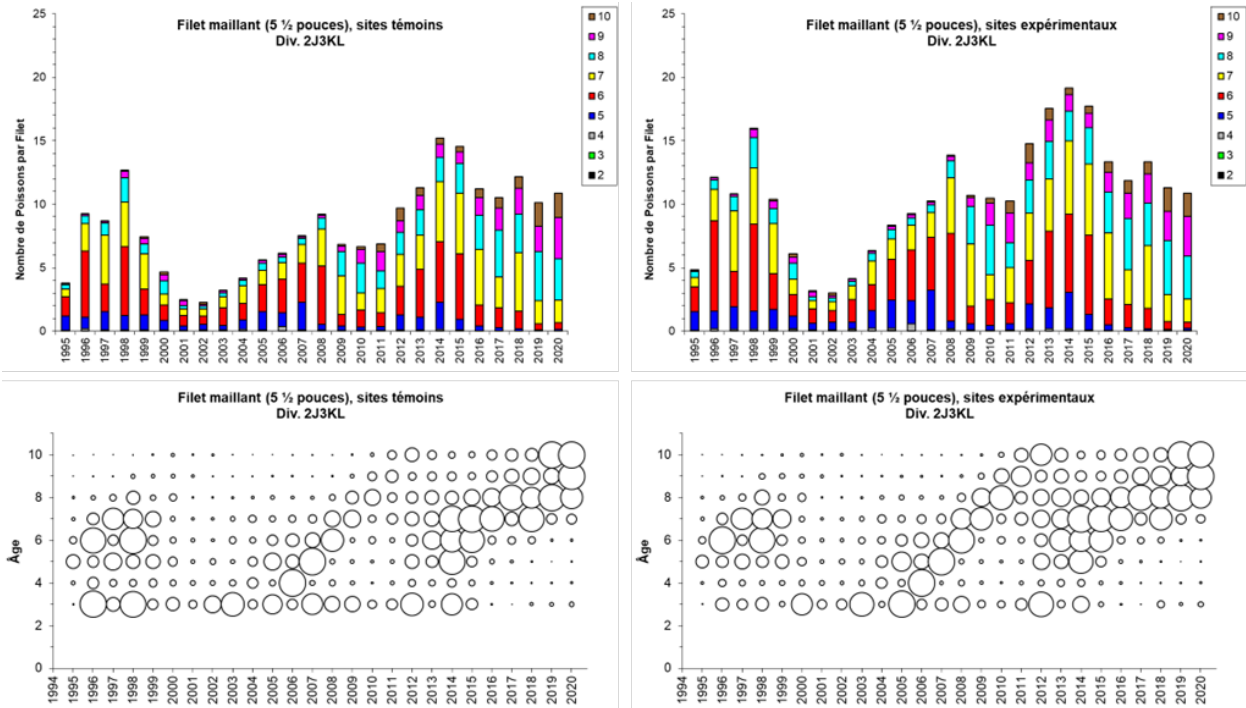 Filet maillant (5 ½ pouces), sites témoins
Div. 2J3KL
Nombre de Poissons par Filet
25
20
15
10
5
0
1995 1996 1997 1998 1999 2000 2001 2002 2003 2004 2005 2006 2007 2008 2009 2010 2011 2012 2013 2014 2015 2016 2017 2018 2019 2020
10
9
8
7
6
5
4
3
2
Filet maillant (5 ½ pouces), sites expérimentaux
Div. 2J3KL
Nombre de Poissons par Filet
25
20
15
10
5
0
1995 1996 1997 1998 1999 2000 2001 2002 2003 2004 2005 2006 2007 2008 2009 2010 2011 2012 2013 2014 2015 2016 2017 2018 2019 2020
10
9
8
7
6
5
4
3
2
Filet maillant (5 ½ pouces), sites témoins
Div. 2J3KL
Âge
10
8
6
4
2
0
1994 1995 1996 1997 1998 1999 2000 2001 2002 2003 2004 2005 2006 2007 2008 2009 2010 2011 2012 2013 2014 2015 2016 2017 2018 2019 2020
Filet maillant (5 ½ pouces), sites expérimentaux
Div. 2J3KL
Âge
10
8
6
4
2
0
1994 1995 1996 1997 1998 1999 2000 2001 2002 2003 2004 2005 2006 2007 2008 2009 2010 2011 2012 2013 2014 2015 2016 2017 2018 2019 2020